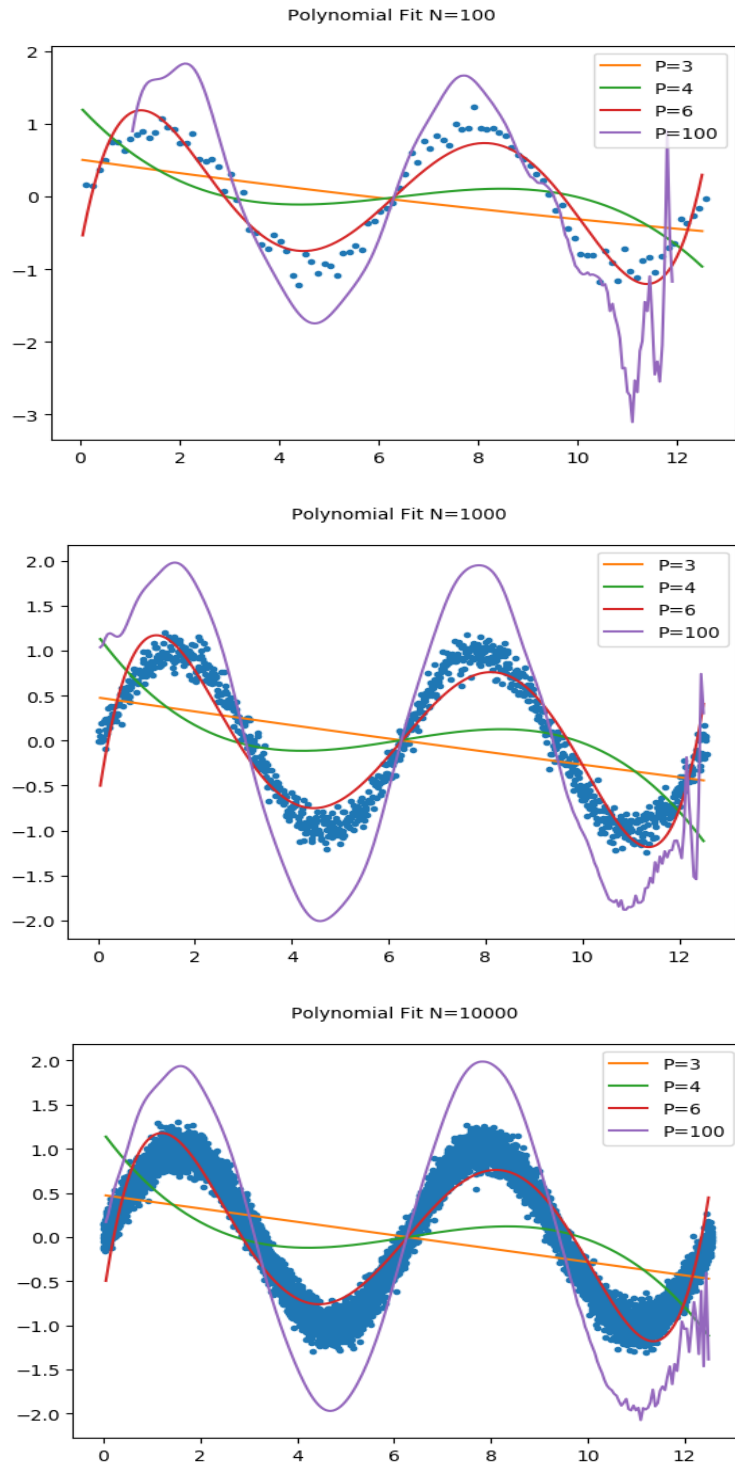 Polynomial Fit N=100
2
1
0
−1
−2
−3
0 2 4 6 8 10 12
P=3
P=4
P=6
P=100
Polynomial Fit N=1000
2.0
1.5
1.0
0.5
0.0
−0.5
−1.0
−1.5
−2.0
0 2 4 6 8 10 12
P=3
P=4
P=6
P=100
Polynomial Fit N=10000
2.0
1.5
1.0
0.5
0.0
−0.5
−1.0
−1.5
−2.0
0 2 4 6 8 10 12
P=3
P=4
P=6
P=100